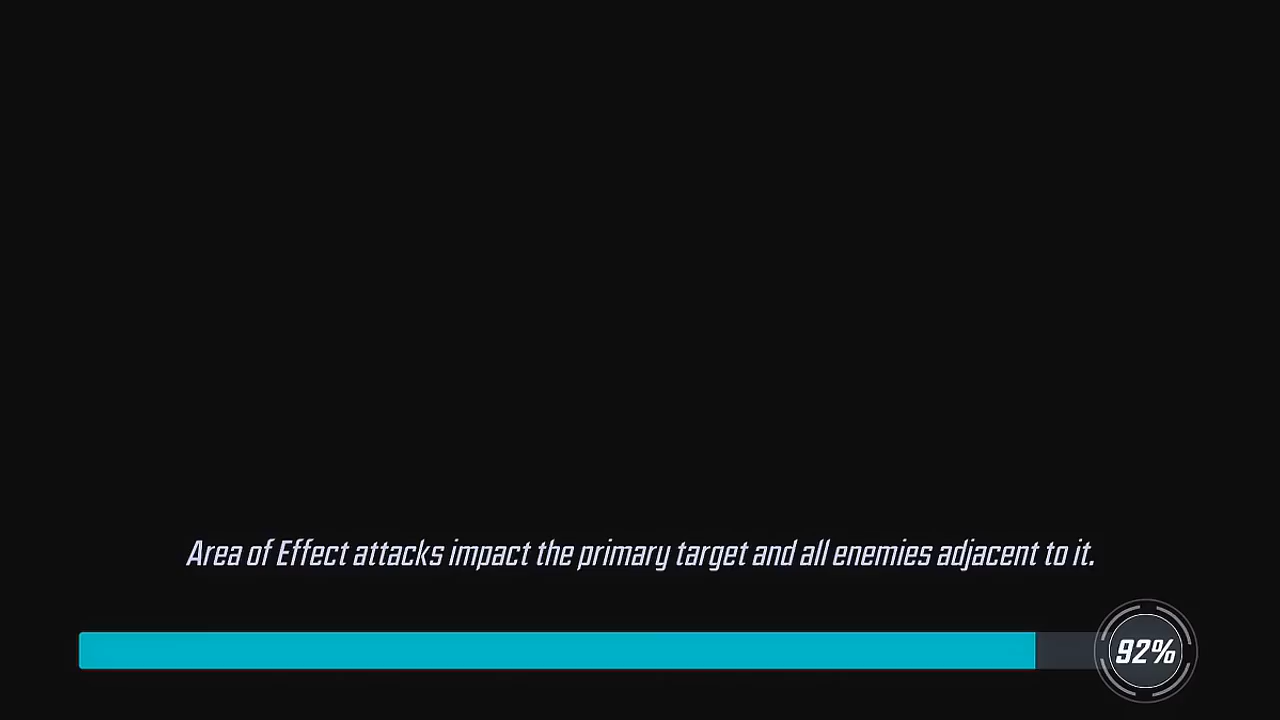 Area of Effect attacks impact the primary target and all enemies adjacent to it.
92%